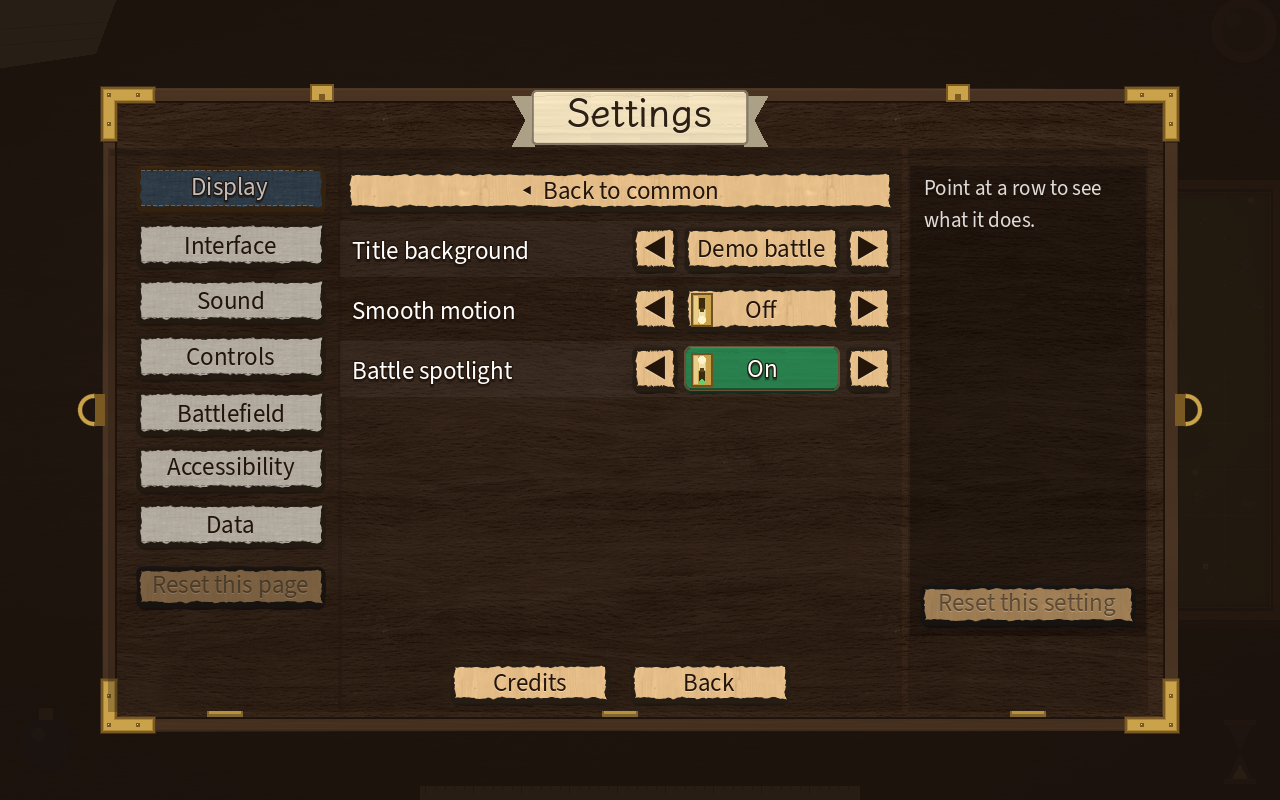 Settings
Display
Interface
Sound
Controls
Battlefield
Accessibility
Data
Reset this page
Back to common
Title background
Demo battle
Smooth motion
Off
Battle spotlight
On
Point at a row to see
what it does.
Reset this setting
Credits
Back